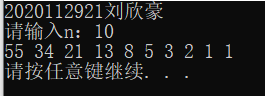 2020112921刘欣豪
请输入n：10
55 34 21 13 8 5 3 2 1 1
请按任意键继续. . .